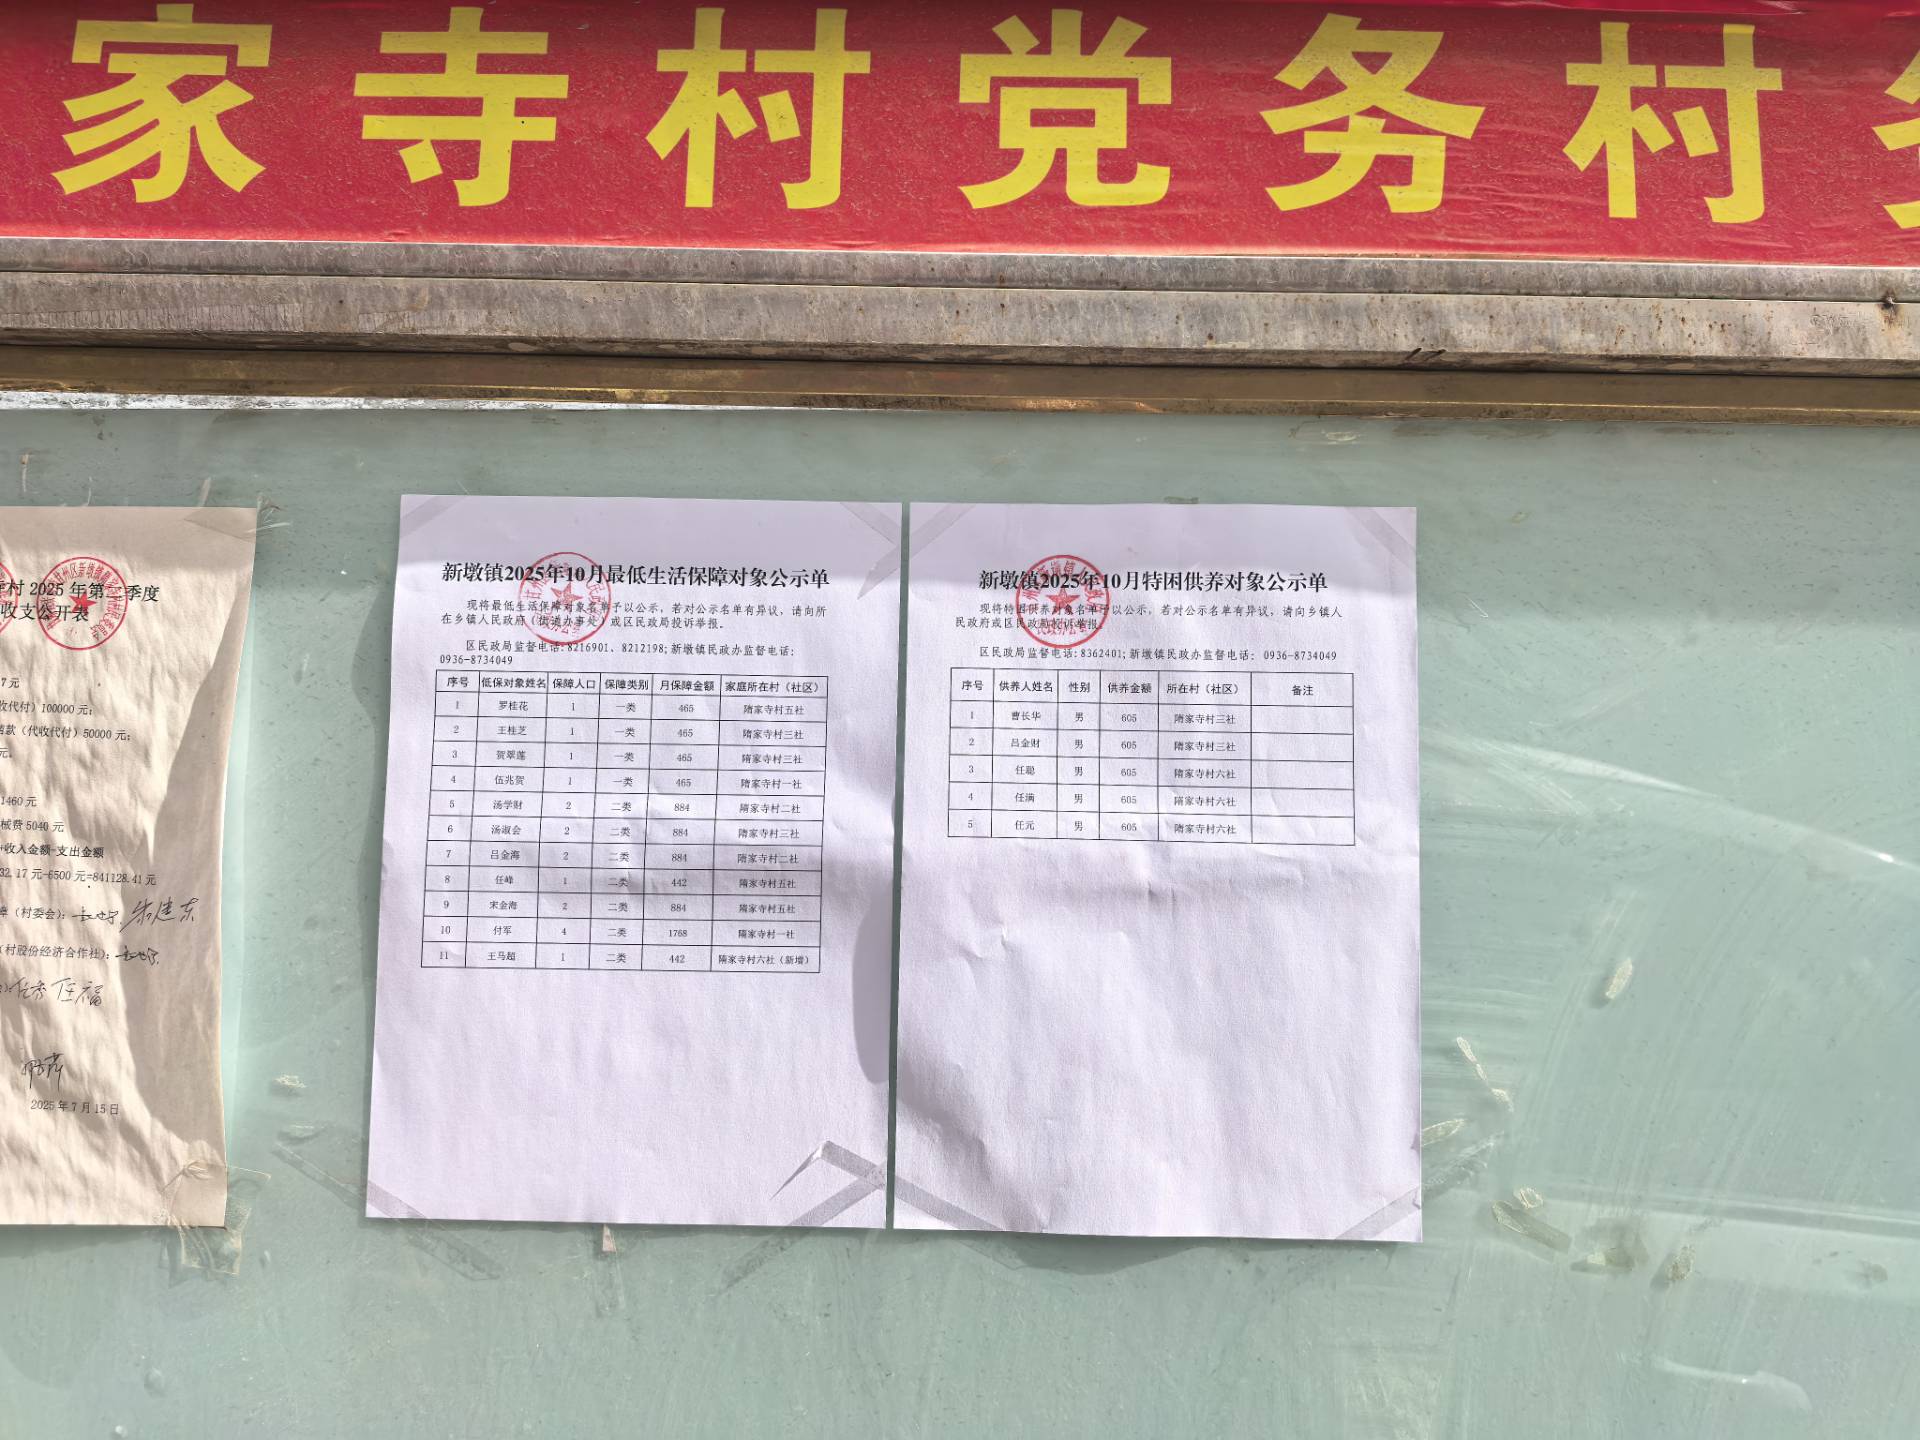 家寺村党务村
村 2025 年第二季度
收支公开表
7元
收代付）100000 元;
款（代收代付）50000 元;
元。
1460 元
械费 5040 元
+收入金额-支出金额
32.17 元-6500 元=841128.41 元
（村委会）:
朱建东
（村股份经济合作社）:
任福
2025 年 7 月 15 日
新墩镇2025年10月最低生活保障对象公示单
现将最低生活保障对象名单予以公示，若对公示名单有异议，请向所
在乡镇人民政府（街道办事处）或区民政局投诉举报。
区民政局监督电话:8216901、8212198;新墩镇民政办监督电话:
0936-8734049
序号 低保对象姓名 保障人口 保障类别 月保障金额 家庭所在村（社区）
1 罗桂花 1 一类 465 隋家寺村五社
2 王桂芝 1 一类 465 隋家寺村三社
3 贺翠莲 1 一类 465 隋家寺村三社
4 伍兆贺 1 一类 465 隋家寺村一社
5 汤学财 2 二类 884 隋家寺村二社
6 汤淑会 2 二类 884 隋家寺村三社
7 吕金海 2 二类 884 隋家寺村二社
8 任峰 1 二类 442 隋家寺村五社
9 宋金海 2 二类 884 隋家寺村五社
10 付军 4 二类 1768 隋家寺村一社
11 王马超 1 二类 442 隋家寺村六社（新增）
新墩镇2025年10月特困供养对象公示单
现将特困供养对象名单予以公示，若对公示名单有异议，请向乡镇人
民政府或区民政局投诉举报。
区民政局监督电话:8362401;新墩镇民政办监督电话: 0936-8734049
序号 供养人姓名 性别 供养金额 所在村（社区） 备注
1 曹长华 男 605 隋家寺村三社
2 吕金财 男 605 隋家寺村三社
3 任聪 男 605 隋家寺村六社
4 任满 男 605 隋家寺村六社
5 任元 男 605 隋家寺村六社